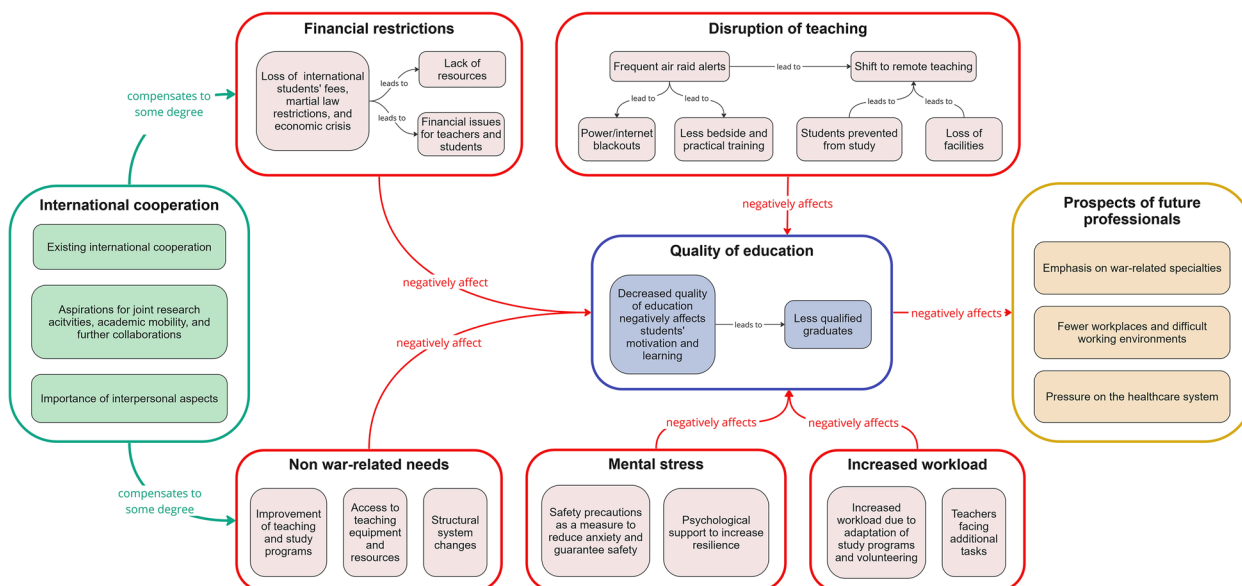 Financial restrictions
Loss of international
students' fees,
martial law
restrictions, and
economic crisis
leads to
Lack of
resources
leads to
Financial issues
for teachers and
students
Disruption of teaching
Frequent air raid alerts
lead to
Shift to remote teaching
lead to
lead to
leads to
leads to
Power/internet
blackouts
Less bedside and
practical training
Students prevented
from study
Loss of
facilities
compensates to
some degree
International cooperation
Existing international cooperation
Aspirations for joint research
acitvities, academic mobility, and
further collaborations
Importance of interpersonal aspects
compensates to
some degree
negatively affect
negatively affect
negatively affects
Quality of education
Decreased quality
of education
negatively affects
students'
motivation and
learning
leads to
Less qualified
graduates
negatively affects
Prospects of future
professionals
Emphasis on war-related specialties
Fewer workplaces and difficult
working environments
Pressure on the healthcare system
negatively affects
negatively affects
Non war-related needs
Improvement
of teaching
and study
programs
Access to
teaching
equipment
and
resources
Structural
system
changes
Mental stress
Safety precautions
as a measure to
reduce anxiety and
guarantee safety
Psychological
support to increase
resilience
Increased workload
Increased
workload due to
adaptation of
study programs
and volunteering
Teachers
facing
additional
tasks